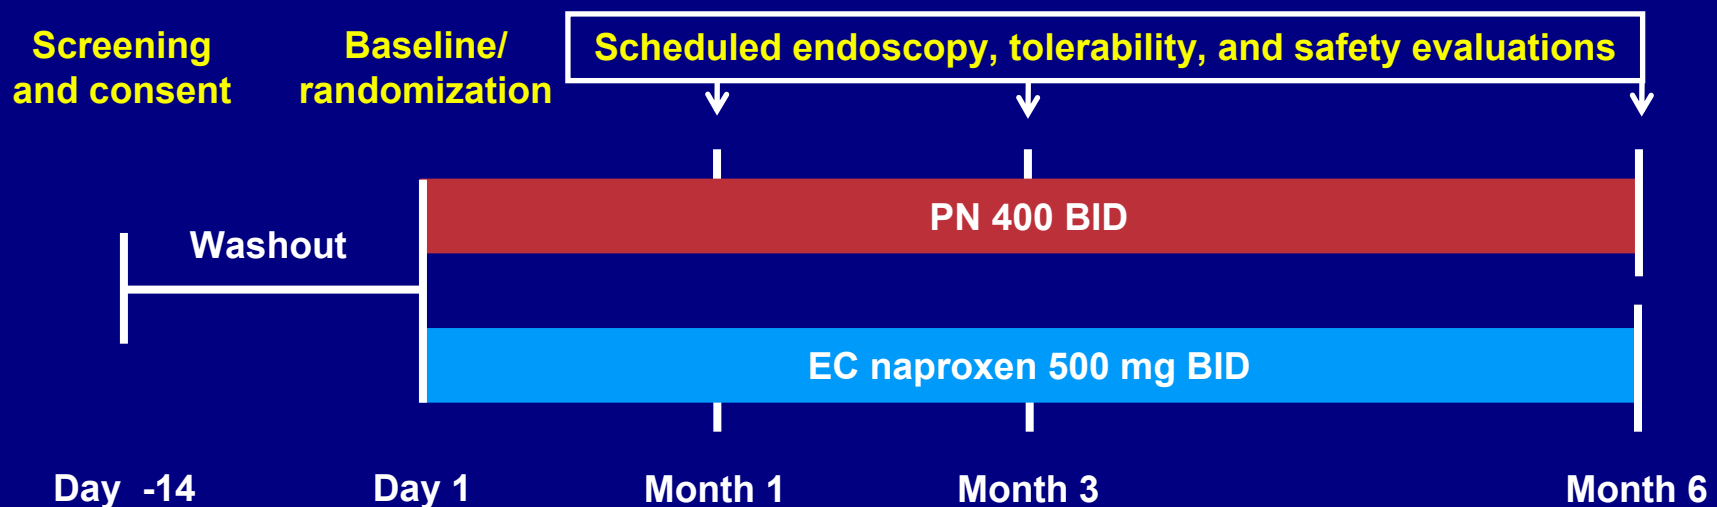 Screening
and consent
Baseline/
randomization
Scheduled endoscopy, tolerability, and safety evaluations
PN 400 BID
Washout
EC naproxen 500 mg BID
Day -14
Day 1
Month 1
Month 3
Month 6